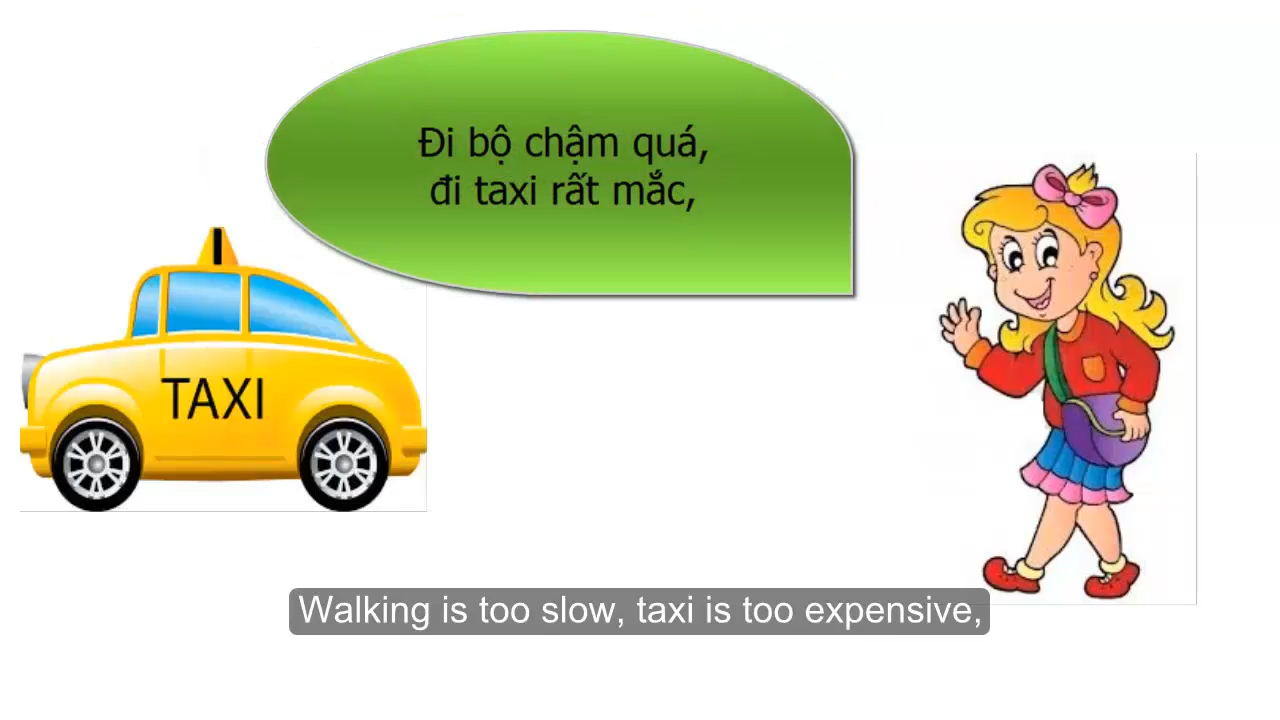 Đi bộ chậm quá,
đi taxi rất mắc,
TAXI
Walking is too slow, taxi is too expensive,